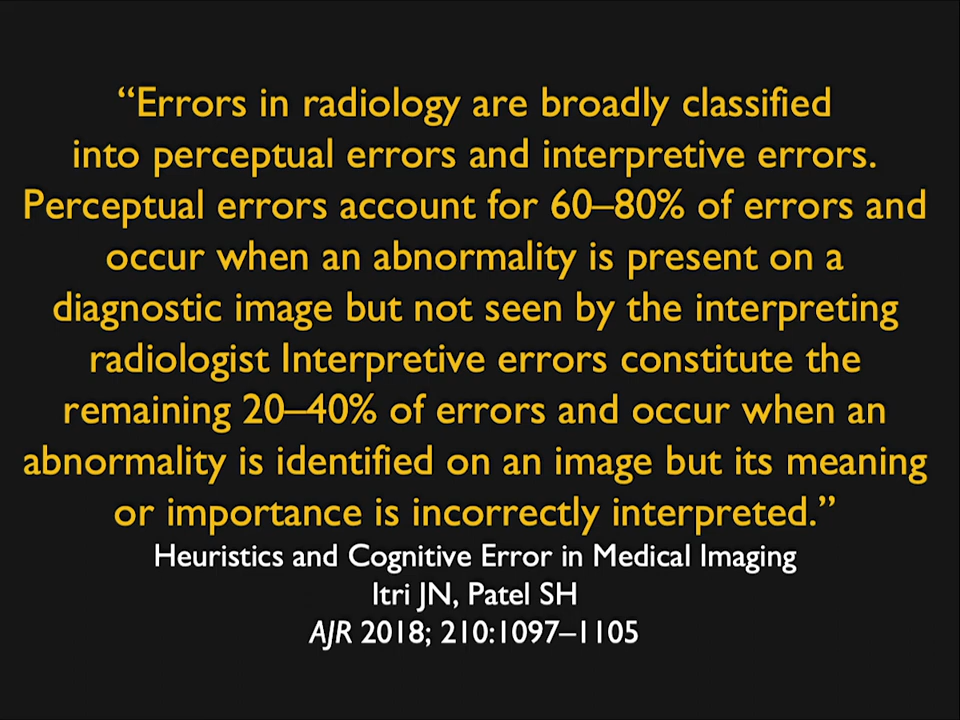 “Errors in radiology are broadly classified
into perceptual errors and interpretive errors.
Perceptual errors account for 60–80% of errors and
occur when an abnormality is present on a
diagnostic image but not seen by the interpreting
radiologist Interpretive errors constitute the
remaining 20–40% of errors and occur when an
abnormality is identified on an image but its meaning
or importance is incorrectly interpreted.”
Heuristics and Cognitive Error in Medical Imaging
Itri JN, Patel SH
AJR 2018; 210:1097–1105